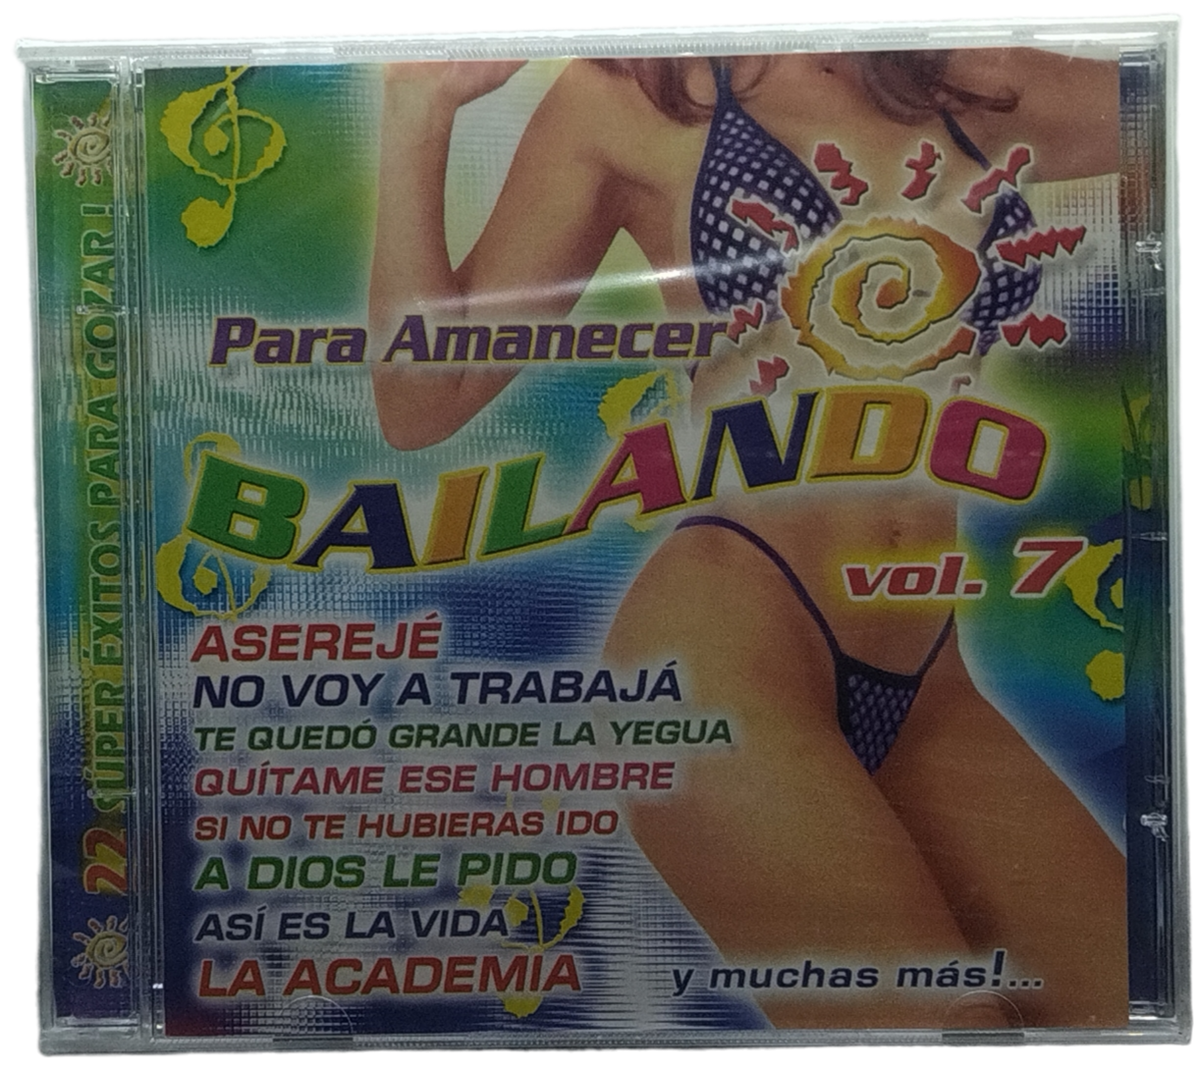 22 SÚPER ÉXITOS PARA GOZAR!
Para Amanecer
BAILANDO
vol. 7
ASEREJÉ
NO VOY A TRABAJÁ
TE QUEDÓ GRANDE LA YEGUA
QUÍTAME ESE HOMBRE
SI NO TE HUBIERAS IDO
A DIOS LE PIDO
ASÍ ES LA VIDA
LA ACADEMIA
y muchas más!...